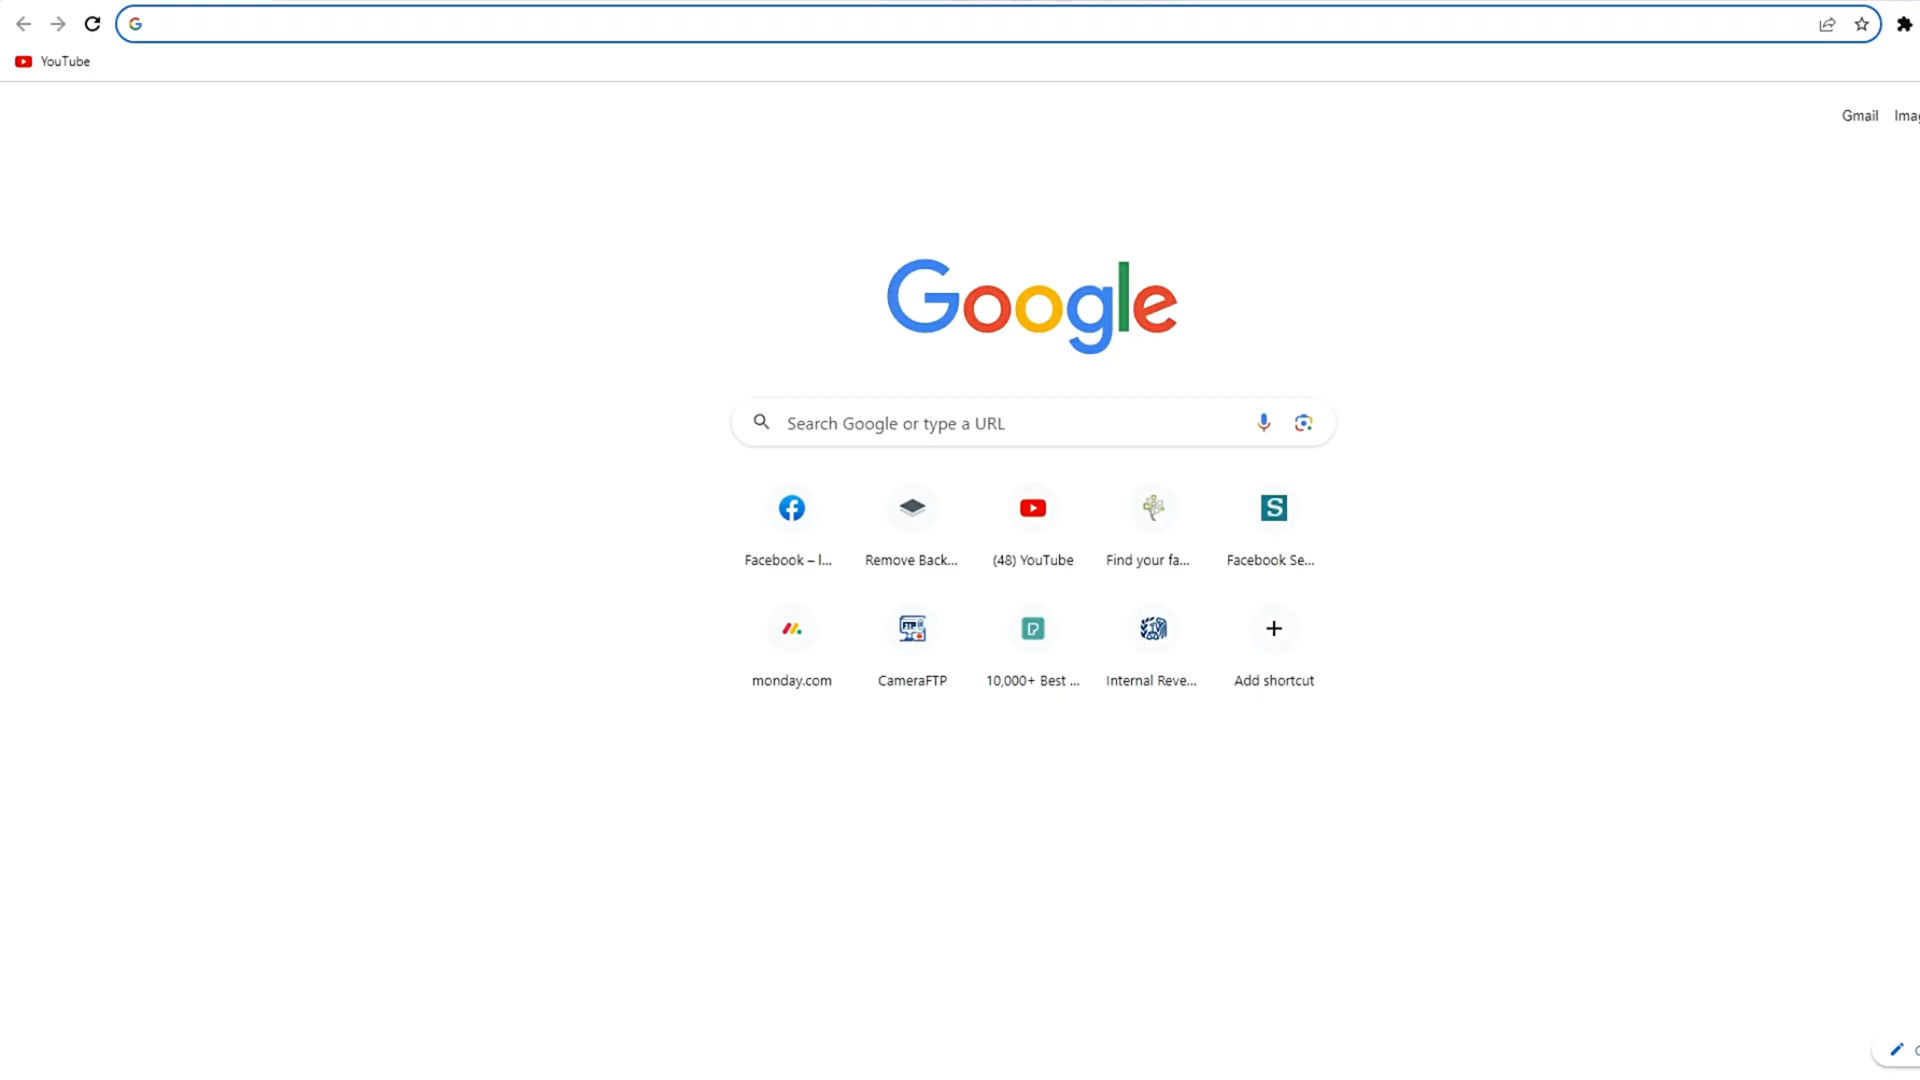 YouTube
Gmail Imag
Google
Search Google or type a URL
Facebook – l... Remove Back... (48) YouTube Find your fa... Facebook Se...
monday.com CameraFTP 10,000+ Best ... Internal Reve... Add shortcut